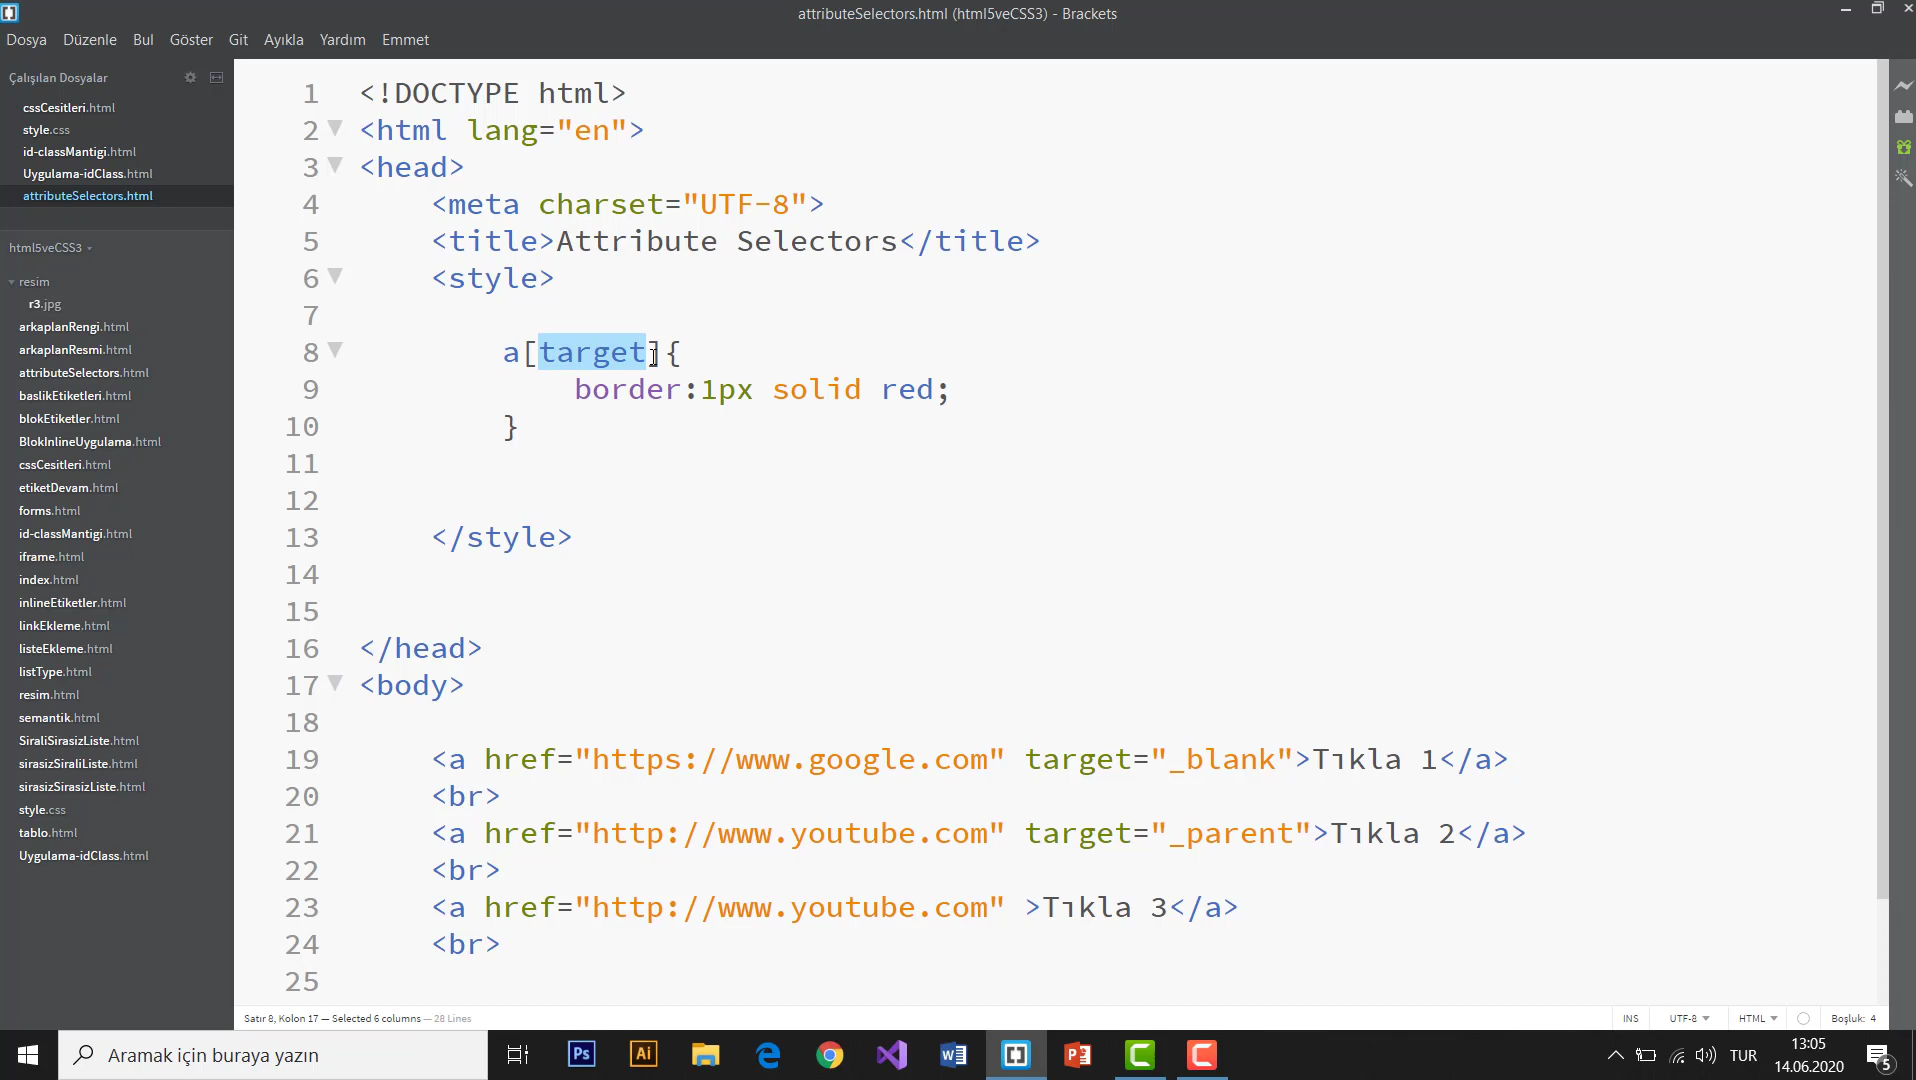 attributeSelectors.html (html5veCSS3) - Brackets
Dosya Düzenle Bul Göster Git Ayıkla Yardım Emmet
Çalışılan Dosyalar
cssCesitleri.html
style.css
id-classMantigi.html
Uygulama-idClass.html
attributeSelectors.html
html5veCSS3
resim
r3.jpg
arkaplanRengi.html
arkaplanResmi.html
attributeSelectors.html
baslikEtiketleri.html
blokEtiketler.html
BlokInlineUygulama.html
cssCesitleri.html
etiketDevam.html
forms.html
id-classMantigi.html
iframe.html
index.html
inlineEtiketler.html
linkEkleme.html
listeEkleme.html
listType.html
resim.html
semantik.html
SiraliSirasizListe.html
sirasizSiraliListe.html
sirasizSirasizListe.html
style.css
tablo.html
Uygulama-idClass.html
1 <!DOCTYPE html>
2 <html lang="en">
3 <head>
4 <meta charset="UTF-8">
5 <title>Attribute Selectors</title>
6 <style>
7
8 a[target]{
9 border:1px solid red;
10 }
11
12
13 </style>
14
15
16 </head>
17 <body>
18
19 <a href="https://www.google.com" target="_blank">Tıkla 1</a>
20 <br>
21 <a href="http://www.youtube.com" target="_parent">Tıkla 2</a>
22 <br>
23 <a href="http://www.youtube.com" >Tıkla 3</a>
24 <br>
25
Satır 8, Kolon 17 — Selected 6 columns — 28 Lines
INS UTF-8 HTML Boşluk: 4
Aramak için buraya yazın
Ps
Ai
TUR
13:05
14.06.2020
5